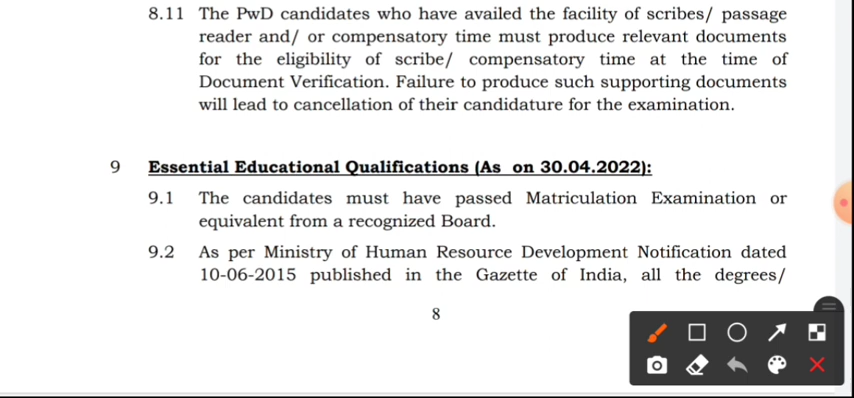 8.11 The PwD candidates who have availed the facility of scribes/ passage
reader and/ or compensatory time must produce relevant documents
for the eligibility of scribe/ compensatory time at the time of
Document Verification. Failure to produce such supporting documents
will lead to cancellation of their candidature for the examination.
9 Essential Educational Qualifications (As on 30.04.2022):
9.1 The candidates must have passed Matriculation Examination or
equivalent from a recognized Board.
9.2 As per Ministry of Human Resource Development Notification dated
10-06-2015 published in the Gazette of India, all the degrees/
8